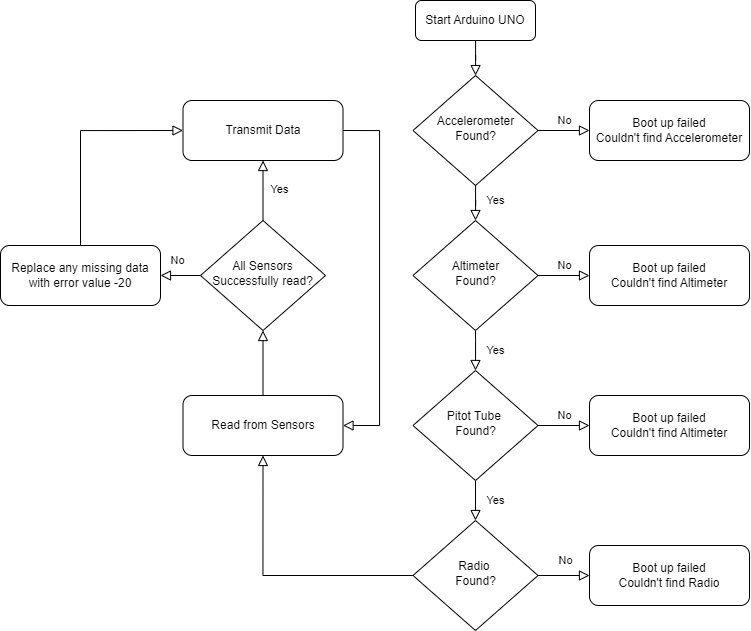 Start Arduino UNO
Accelerometer
Found?
No
Boot up failed
Couldn't find Accelerometer
Yes
Altimeter
Found?
No
Boot up failed
Couldn't find Altimeter
Yes
Pitot Tube
Found?
No
Boot up failed
Couldn't find Altimeter
Yes
Radio
Found?
No
Boot up failed
Couldn't find Radio
Read from Sensors
All Sensors
Successfully read?
Yes
No
Replace any missing data
with error value -20
Transmit Data